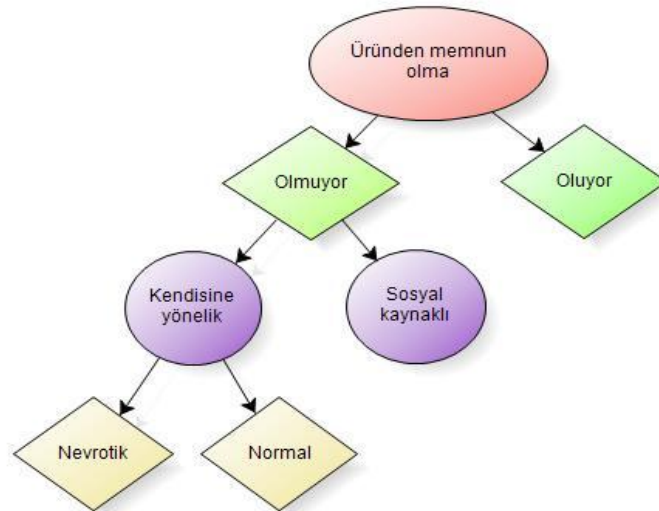 Üründen memnun
olma
Olmuyor
Oluyor
Kendisine
yönelik
Sosyal
kaynaklı
Nevrotik
Normal